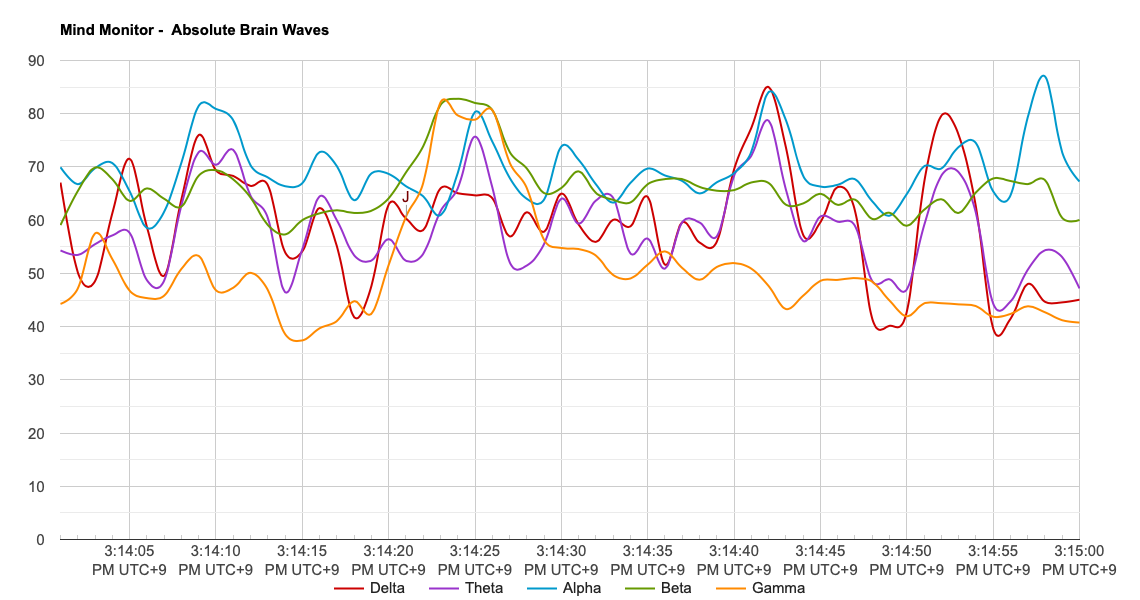 Mind Monitor -  Absolute Brain Waves
90
80
70
60
50
40
30
20
10
0
J
3:14:05 3:14:10 3:14:15 3:14:20 3:14:25 3:14:30 3:14:35 3:14:40 3:14:45 3:14:50 3:14:55 3:15:00
PM UTC+9 PM UTC+9 PM UTC+9 PM UTC+9 PM UTC+9 PM UTC+9 PM UTC+9 PM UTC+9 PM UTC+9 PM UTC+9 PM UTC+9 PM UTC+9
Delta Theta Alpha Beta Gamma